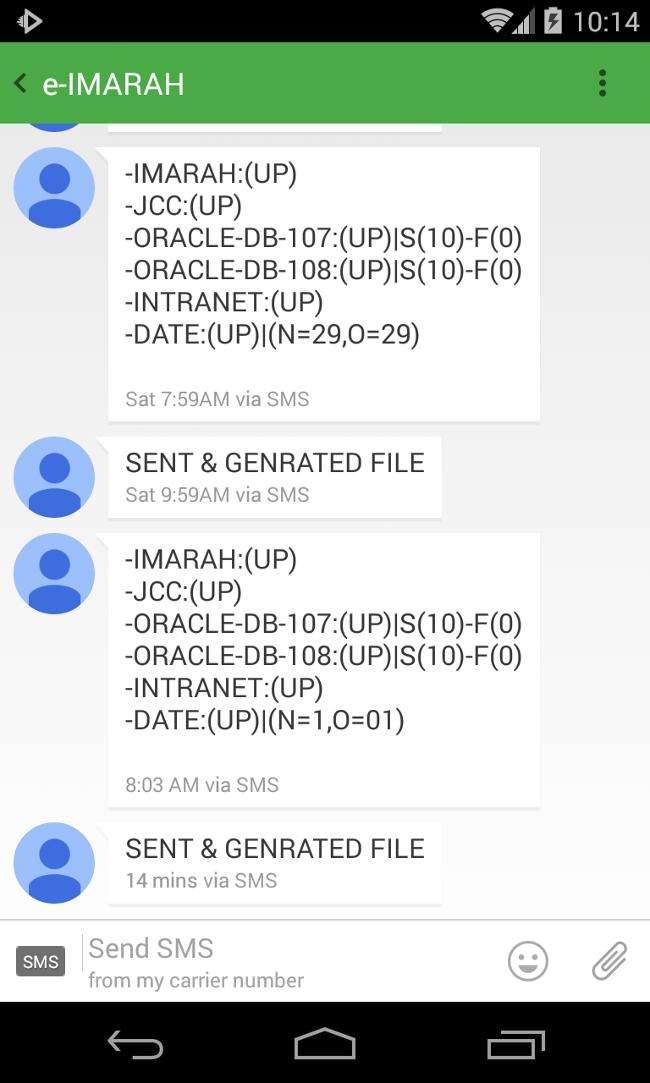 10:14
e-IMARAH
-IMARAH:(UP)
-JCC:(UP)
-ORACLE-DB-107:(UP)|S(10)-F(0)
-ORACLE-DB-108:(UP)|S(10)-F(0)
-INTRANET:(UP)
-DATE:(UP)|(N=29,O=29)
Sat 7:59AM via SMS
SENT & GENRATED FILE
Sat 9:59AM via SMS
-IMARAH:(UP)
-JCC:(UP)
-ORACLE-DB-107:(UP)|S(10)-F(0)
-ORACLE-DB-108:(UP)|S(10)-F(0)
-INTRANET:(UP)
-DATE:(UP)|(N=1,O=01)
8:03 AM via SMS
SENT & GENRATED FILE
14 mins via SMS
SMS
Send SMS
from my carrier number